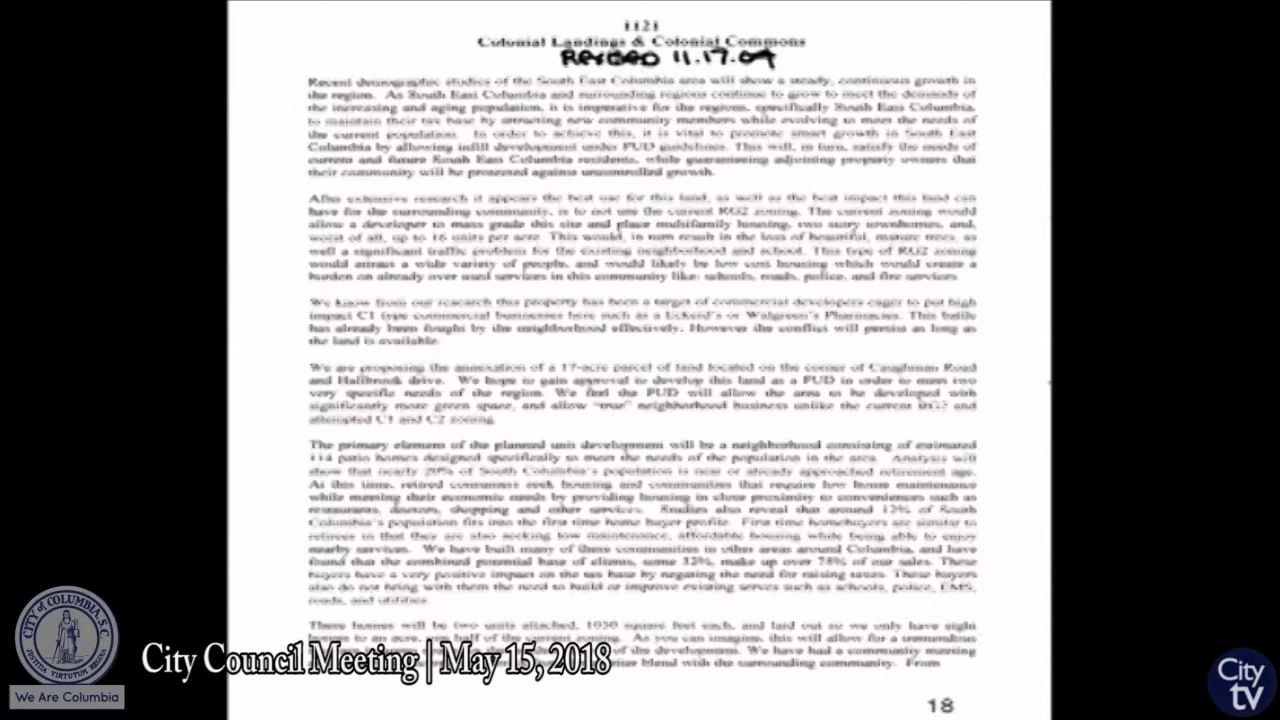 1121
Colonial Landings & Colonial Commons
REVISED 11.17.04
Recent demographic studies of the South East Columbia area will show a steady, continuous growth in
the region. As South East Columbia and surrounding regions continue to grow to meet the demands of
the increasing and aging population, it is imperative for the regions, specifically South East Columbia,
to maintain their tax base by attracting new community members while evolving to meet the needs of
the current population. In order to achieve this, it is vital to promote smart growth in South East
Columbia by allowing infill development under PUD guidelines. This will, in turn, satisfy the needs of
current and future South East Columbia residents, while guaranteeing adjoining property owners that
their community will be protected against uncontrolled growth.
After extensive research it appears the best use for this land, as well as the best impact this land can
have for the surrounding community, is to not use the current RG2 zoning. The current zoning would
allow a developer to mass grade this site and place multifamily housing, two story townhomes, and,
worst of all, up to 16 units per acre. This would, in turn result in the loss of beautiful, mature trees, as
well a significant traffic problem for the existing neighborhood and school. This type of RG2 zoning
would attract a wide variety of people, and would likely be low cost housing which would create a
burden on already over used services in this community like: schools, roads, police, and fire services.
We know from our research this property has been a target of commercial developers eager to put high
impact C1 type commercial businesses here such as a Eckerd's or Walgreen's Pharmacies. This battle
has already been fought by the neighborhood effectively. However the conflict will persist as long as
the land is available.
We are proposing the annexation of a 17-acre parcel of land located on the corner of Caughman Road
and Hallbrook drive. We hope to gain approval to develop this land as a PUD in order to meet two
very specific needs of the region. We feel the PUD will allow the area to be developed with
significantly more green space, and allow "true" neighborhood business unlike the current RG2 and
attempted C1 and C2 zoning.
The primary element of the planned unit development will be a neighborhood consisting of estimated
114 patio homes designed specifically to meet the needs of the population in the area. Analysis will
show that nearly 20% of South Columbia's population is near or already approached retirement age.
At this time, retired consumers seek housing and communities that require low home maintenance
while meeting their economic needs by providing housing in close proximity to conveniences such as
restaurants, doctors, shopping and other services. Studies also reveal that around 12% of South
Columbia's population fits into the first time home buyer profile. First time homebuyers are similar to
retirees in that they are also seeking low maintenance, affordable housing while being able to enjoy
nearby services. We have built many of these communities in other areas around Columbia, and have
found that the combined potential base of clients, some 32%, make up over 75% of our sales. These
buyers have a very positive impact on the tax base by negating the need for raising taxes. These buyers
also do not bring with them the need to build or improve existing serves such as schools, police, EMS,
roads, and utilities.
These homes will be two units attached, 1050 square feet each, and laid out so we only have eight
homes to an acre, half of the current zoning. As you can imagine, this will allow for a tremendous
of the development. We have had a community meeting
blend with the surrounding community. From
18
CITY of COLUMBIA, S.C.
JUSTITIA VIRTUTUM REGINA
We Are Columbia
City Council Meeting | May 15, 2018
City
tv